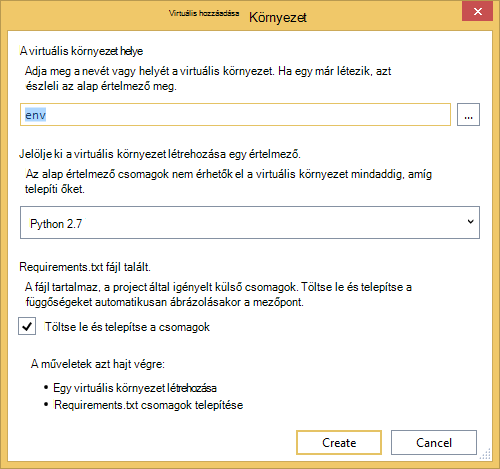 Virtuális hozzáadása Környezet
A virtuális környezet helye
Adja meg a nevét vagy helyét a virtuális környezet. Ha egy már létezik, azt
észleli az alap értelmező meg.
env
...
Jelölje ki a virtuális környezet létrehozása egy értelmező.
Az alap értelmező csomagok nem érhetők el a virtuális környezet mindaddig, amíg
telepíti őket.
Python 2.7
Requirements.txt fájl talált.
A fájl tartalmaz, a project által igényelt külső csomagok. Töltse le és telepítse a
függőségeket automatikusan ábrázolásakor a mezőpont.
Töltse le és telepítse a csomagok
A műveletek azt hajt végre:
• Egy virtuális környezet létrehozása
• Requirements.txt csomagok telepítése
Create Cancel